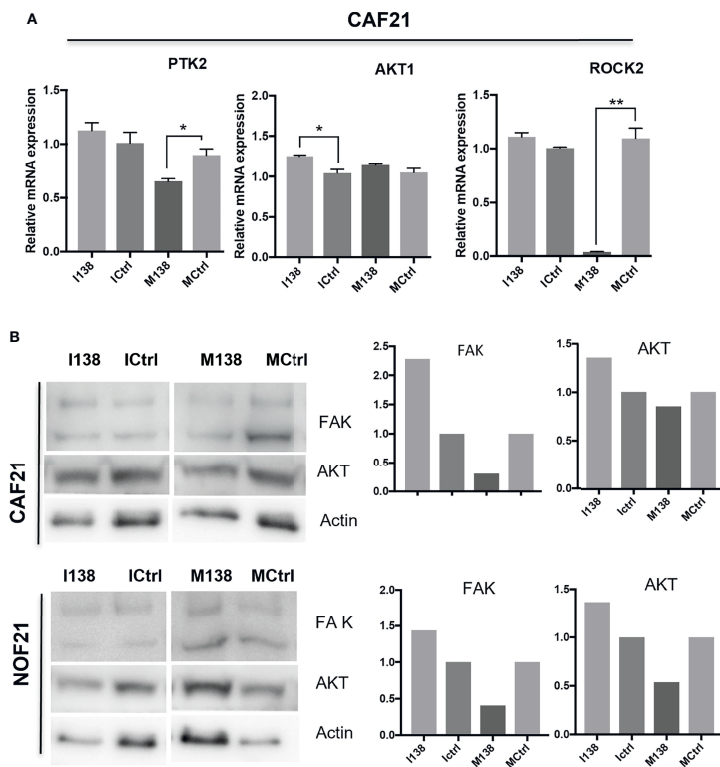 A
CAF21
PTK2
AKT1
ROCK2
Relative mRNA expression
1.5
1.0
0.5
0.0
I138
ICtrl
M138
MCtrl
*
Relative mRNA expression
2.0
1.5
1.0
0.5
0.0
I138
ICtrl
M138
MCtrl
*
Relative mRNA expression
1.5
1.0
0.5
0.0
I138
ICtrl
M138
MCtrl
**
B
CAF21
I138 ICtrl M138 MCtrl
FAK
AKT
Actin
FAK
2.5
2.0
1.5
1.0
0.5
0.0
AKT
1.5
1.0
0.5
0.0
I138
Ictrl
M138
MCtrl
NOF21
I138 ICtrl M138 MCtrl
FA K
AKT
Actin
FAK
2.0
1.5
1.0
0.5
0.0
I138
Ictrl
M138
MCtrl
AKT
1.5
1.0
0.5
0.0
I138
Ictrl
M138
MCtrl